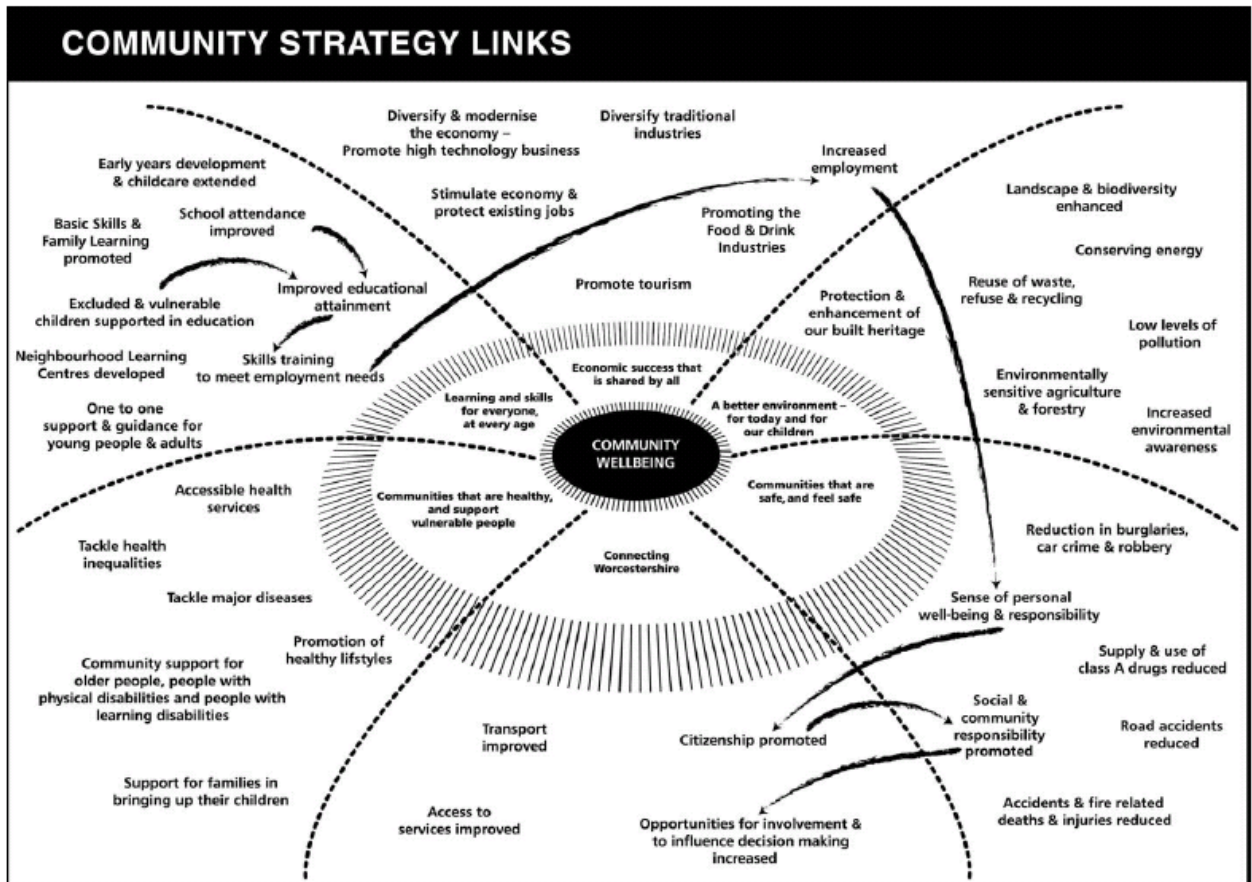 COMMUNITY STRATEGY LINKS
Diversify & modernise
the economy –
Promote high technology business
Diversify traditional
industries
Increased
employment
Stimulate economy &
protect existing jobs
Promoting the
Food & Drink
Industries
Promote tourism
Early years development
& childcare extended
Basic Skills &
Family Learning
promoted
School attendance
improved
Improved educational
attainment
Excluded & vulnerable
children supported in education
Neighbourhood Learning
Centres developed
Skills training
to meet employment needs
One to one
support & guidance for
young people & adults
Landscape & biodiversity
enhanced
Conserving energy
Reuse of waste,
refuse & recycling
Protection &
enhancement of
our built heritage
Low levels of
pollution
Environmentally
sensitive agriculture
& forestry
Increased
environmental
awareness
Economic success that
is shared by all
Learning and skills
for everyone,
at every age
A better environment –
for today and for
our children
COMMUNITY
WELLBEING
Communities that are healthy,
and support
vulnerable people
Communities that are
safe, and feel safe
Connecting
Worcestershire
Accessible health
services
Tackle health
inequalities
Tackle major diseases
Promotion of
healthy lifstyles
Community support for
older people, people with
physical disabilities and people with
learning disabilities
Support for families in
bringing up their children
Transport
improved
Access to
services improved
Citizenship promoted
Opportunities for involvement &
to influence decision making
increased
Reduction in burglaries,
car crime & robbery
Sense of personal
well-being & responsibility
Supply & use of
class A drugs reduced
Social &
community
responsibility
promoted
Road accidents
reduced
Accidents & fire related
deaths & injuries reduced